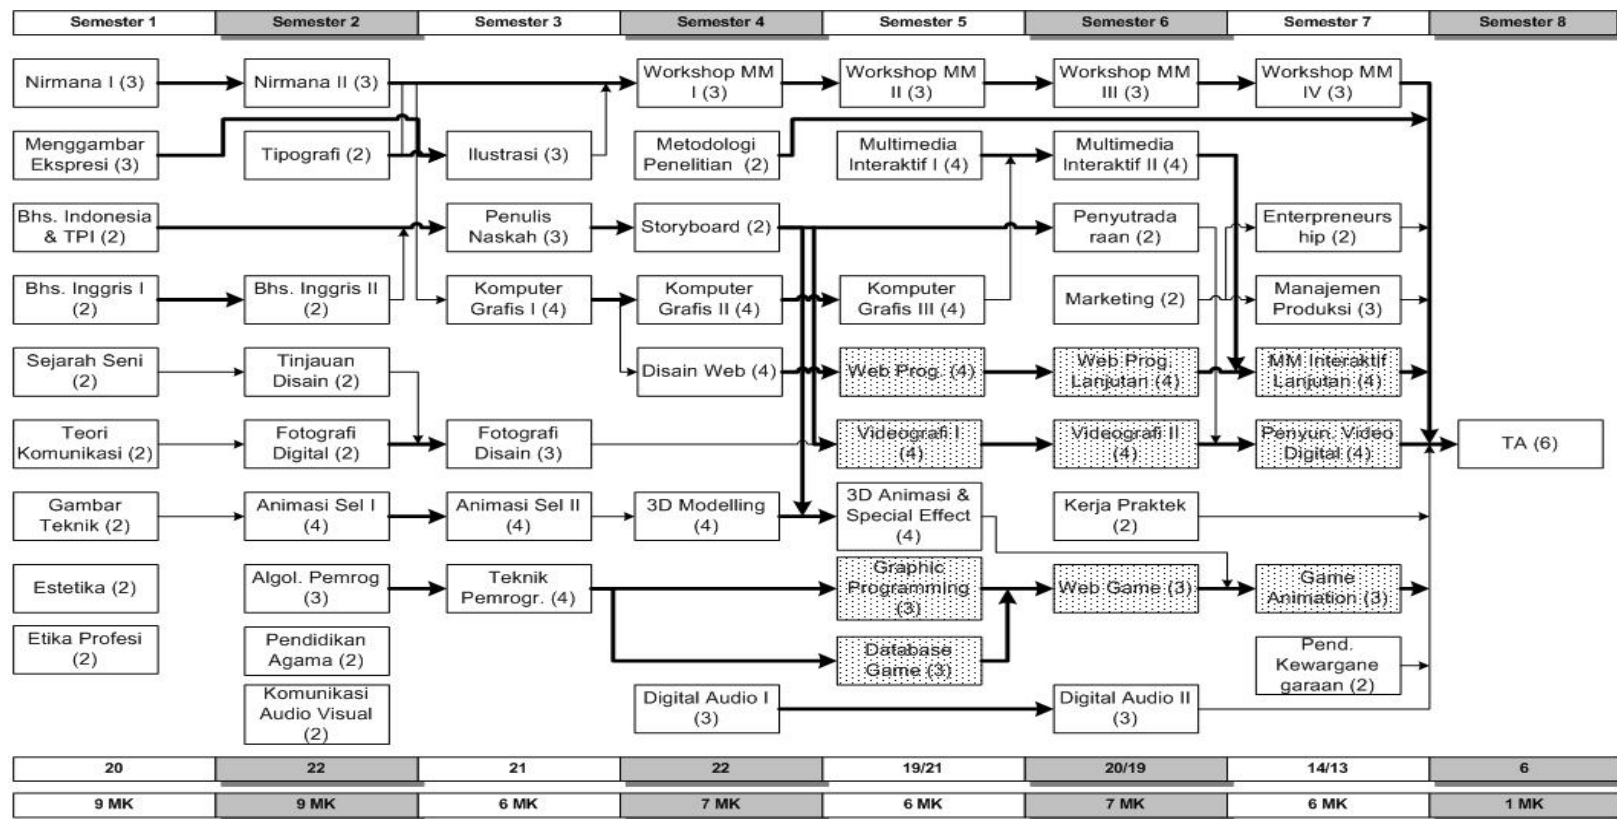 Semester 1
Semester 2
Semester 3
Semester 4
Semester 5
Semester 6
Semester 7
Semester 8
Nirmana I (3)
Nirmana II (3)
Workshop MM
I (3)
Workshop MM
II (3)
Workshop MM
III (3)
Workshop MM
IV (3)
Menggambar
Ekspresi (3)
Tipografi (2)
Ilustrasi (3)
Metodologi
Penelitian (2)
Multimedia
Interaktif I (4)
Multimedia
Interaktif II (4)
Bhs. Indonesia
& TPI (2)
Penulis
Naskah (3)
Storyboard (2)
Penyutrada
raan (2)
Enterpreneurs
hip (2)
Bhs. Inggris I
(2)
Bhs. Inggris II
(2)
Komputer
Grafis I (4)
Komputer
Grafis II (4)
Komputer
Grafis III (4)
Marketing (2)
Manajemen
Produksi (3)
Sejarah Seni
(2)
Tinjauan
Disain (2)
Disain Web (4)
Web Prog. (4)
Web Prog.
Lanjutan (4)
MM Interaktif
Lanjutan (4)
Teori
Komunikasi (2)
Fotografi
Digital (2)
Fotografi
Disain (3)
Videografi I
(4)
Videografi II
(4)
Penyun. Video
Digital (4)
TA (6)
Gambar
Teknik (2)
Animasi Sel I
(4)
Animasi Sel II
(4)
3D Modelling
(4)
3D Animasi &
Special Effect
(4)
Kerja Praktek
(2)
Estetika (2)
Algol. Pemrog
(3)
Teknik
Pemrogr. (4)
Graphic
Programming
(3)
Web Game (3)
Game
Animation (3)
Etika Profesi
(2)
Pendidikan
Agama (2)
Database
Game (3)
Pend.
Kewargane
garaan (2)
Komunikasi
Audio Visual
(2)
Digital Audio I
(3)
Digital Audio II
(3)
20
22
21
22
19/21
20/19
14/13
6
9 MK
9 MK
6 MK
7 MK
6 MK
7 MK
6 MK
1 MK